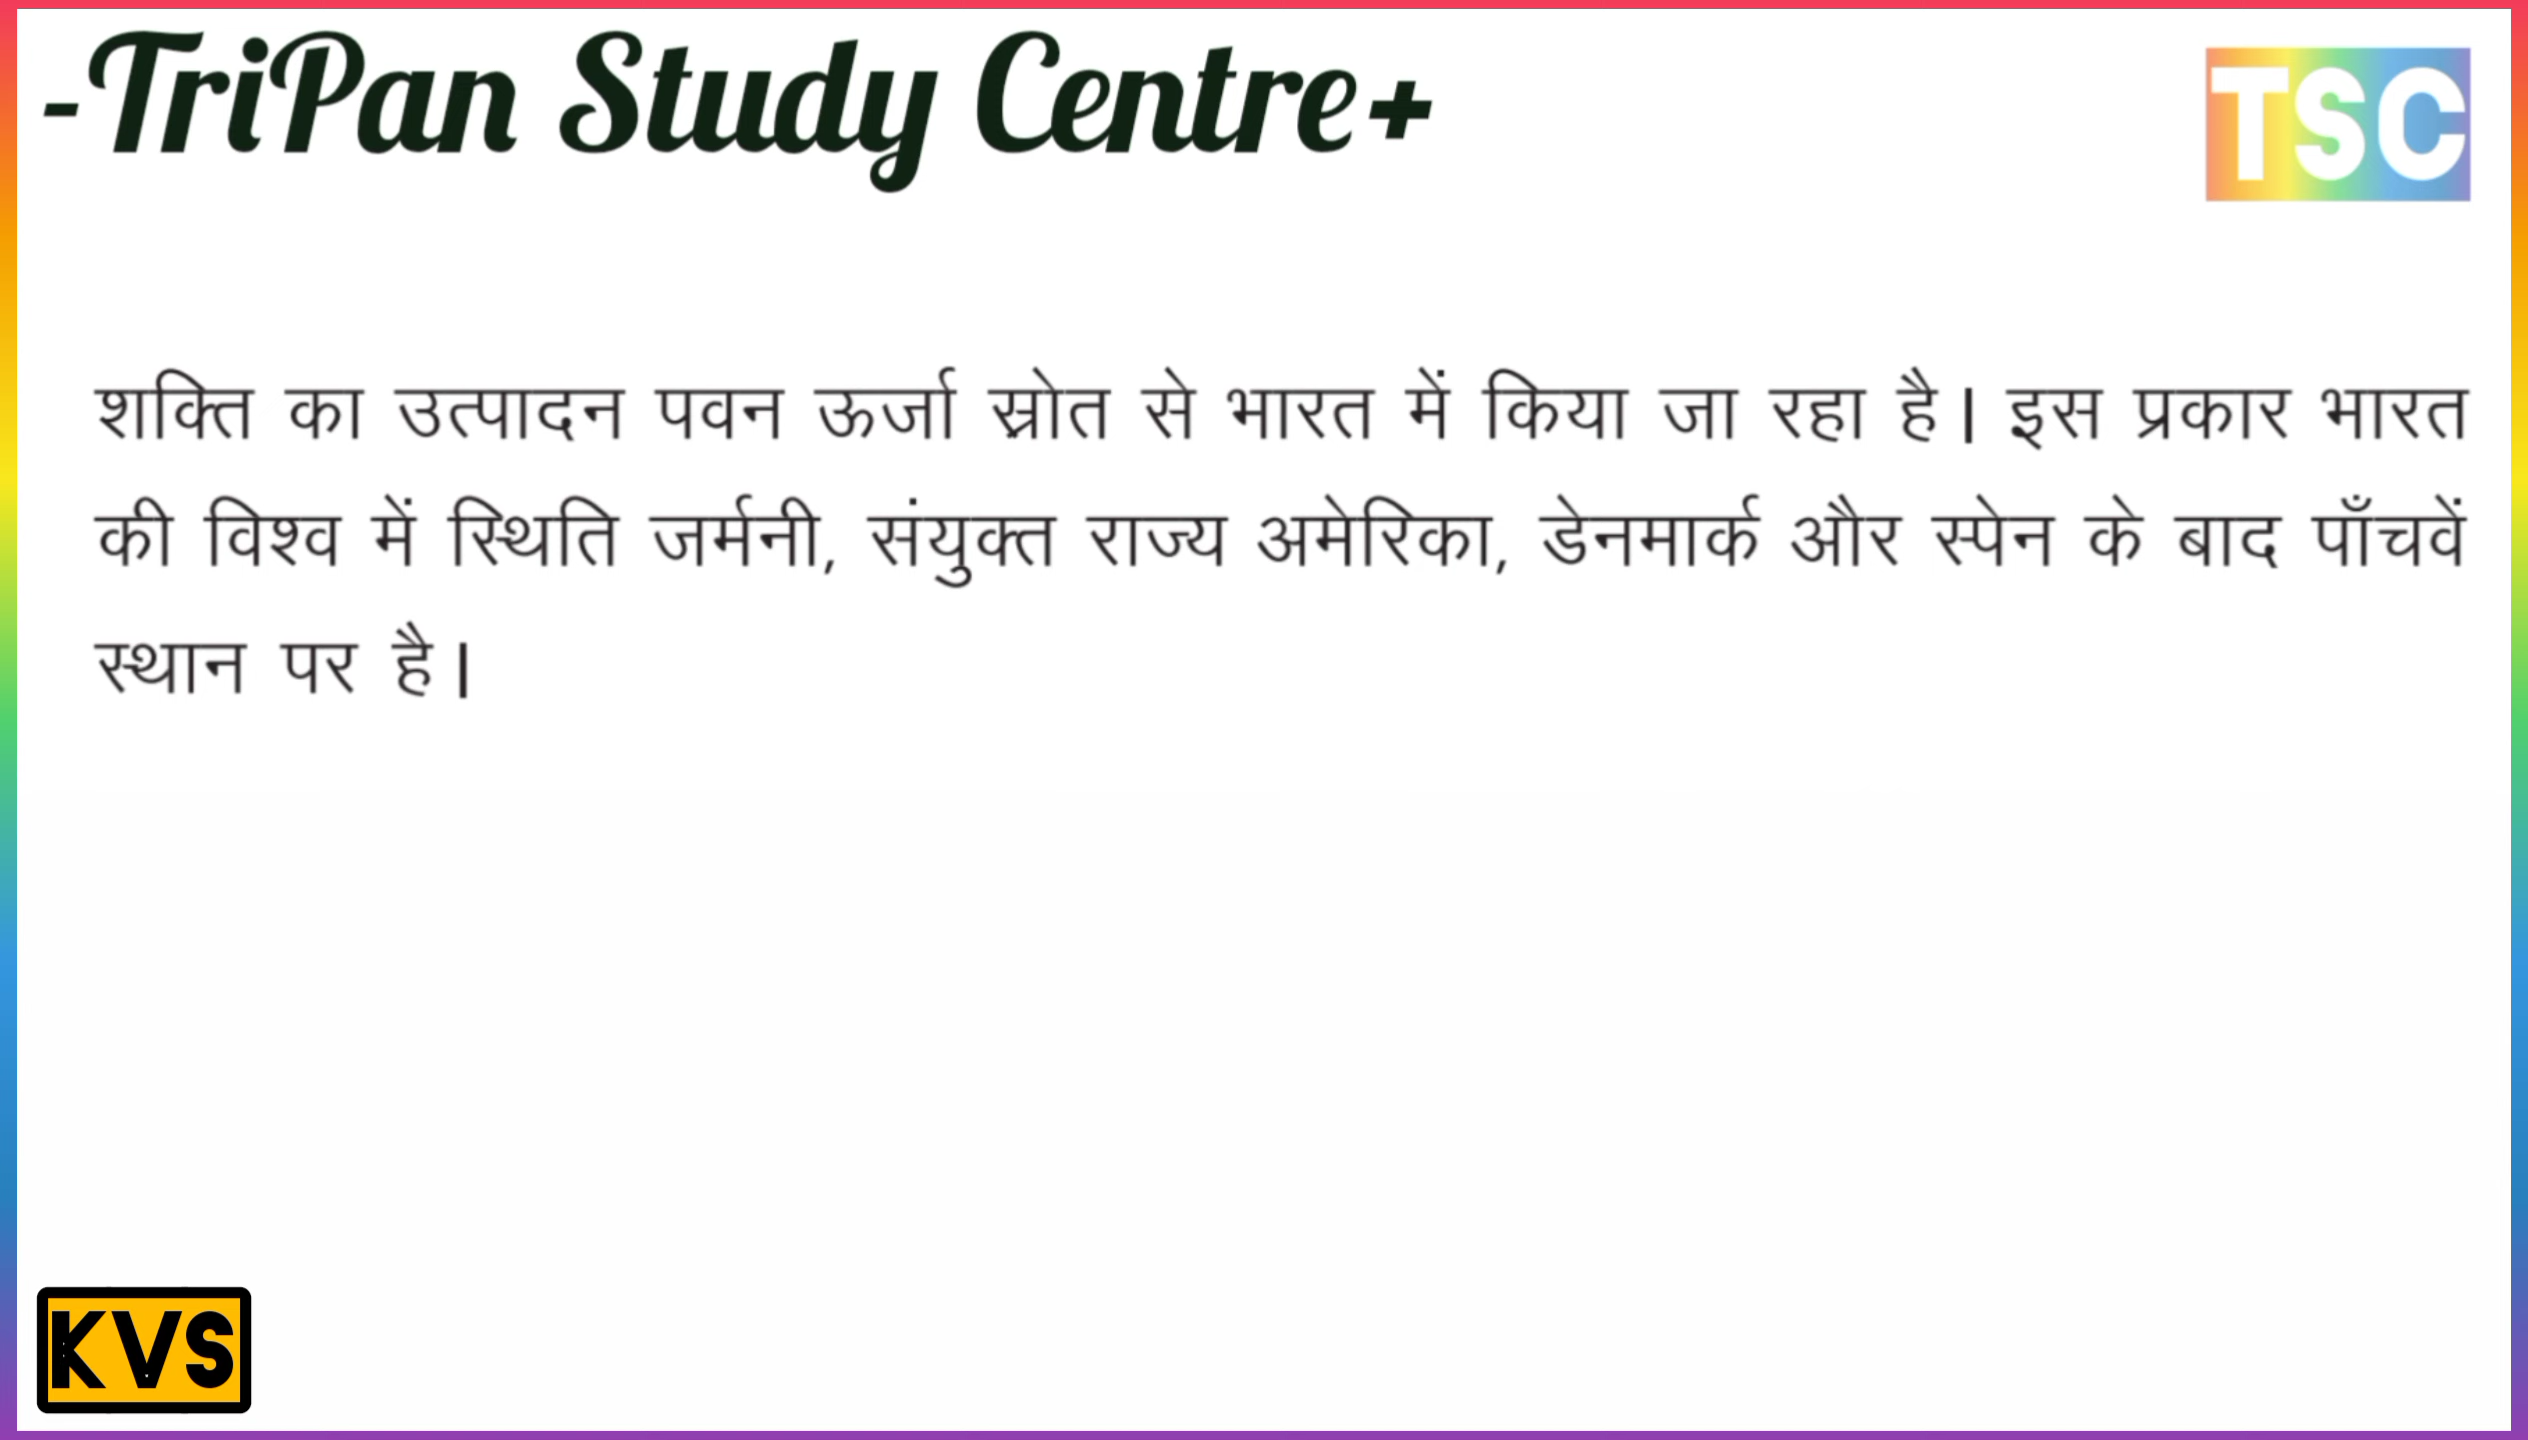 -TriPan Study Centre+
TSC
शक्ति का उत्पादन पवन ऊर्जा स्रोत से भारत में किया जा रहा है। इस प्रकार भारत
की विश्व में स्थिति जर्मनी, संयुक्त राज्य अमेरिका, डेनमार्क और स्पेन के बाद पाँचवें
स्थान पर है।
KVS